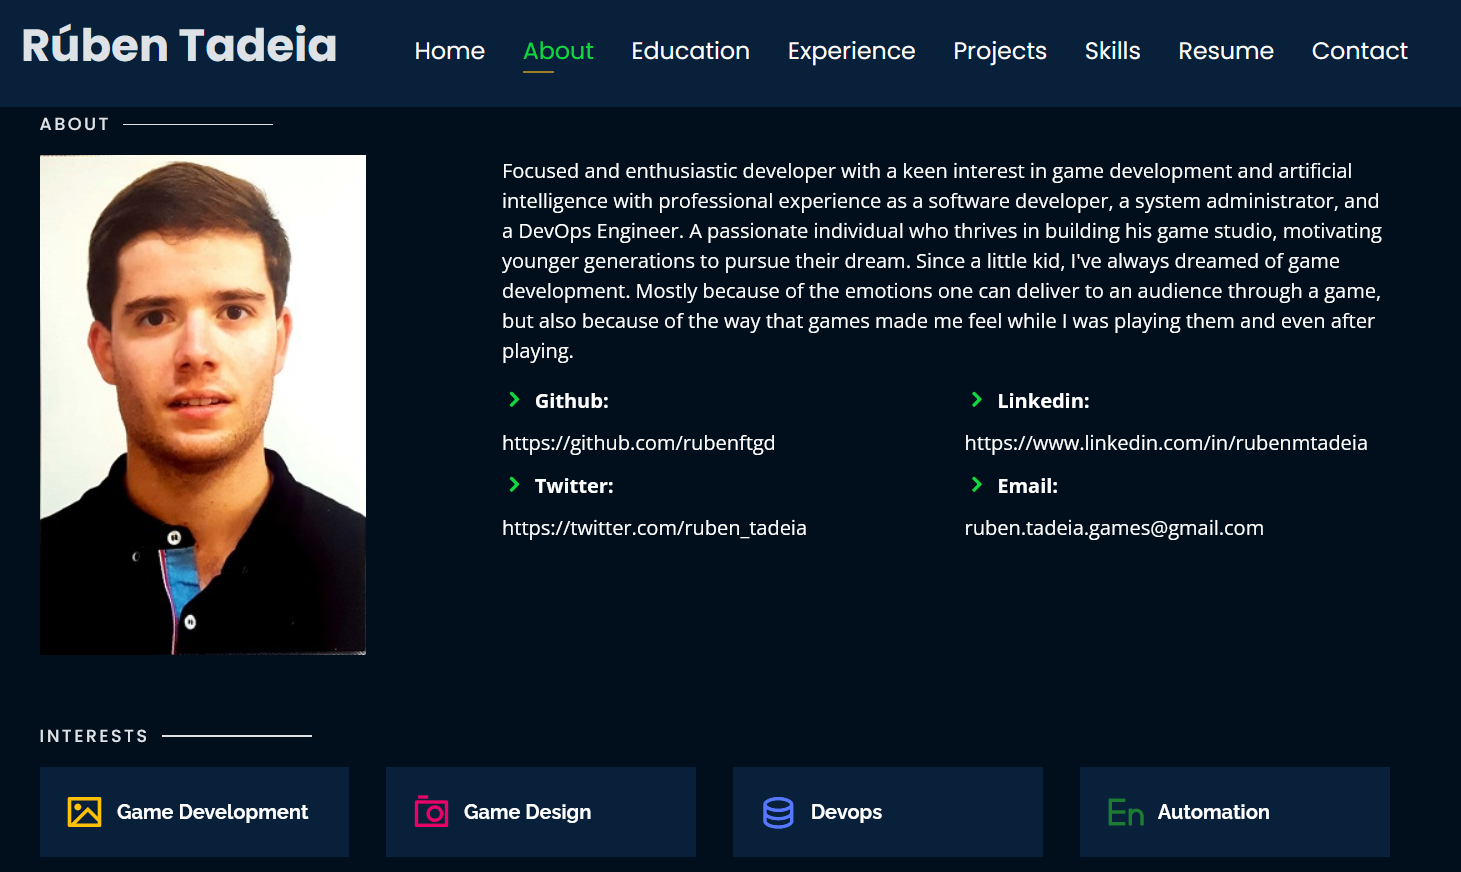 Rúben Tadeia
Home About Education Experience Projects Skills Resume Contact
ABOUT
Focused and enthusiastic developer with a keen interest in game development and artificial
intelligence with professional experience as a software developer, a system administrator, and
a DevOps Engineer. A passionate individual who thrives in building his game studio, motivating
younger generations to pursue their dream. Since a little kid, I've always dreamed of game
development. Mostly because of the emotions one can deliver to an audience through a game,
but also because of the way that games made me feel while I was playing them and even after
playing.
Github:
https://github.com/rubenftgd
Linkedin:
https://www.linkedin.com/in/rubenmtadeia
Twitter:
https://twitter.com/ruben_tadeia
Email:
ruben.tadeia.games@gmail.com
INTERESTS
Game Development
Game Design
Devops
En Automation